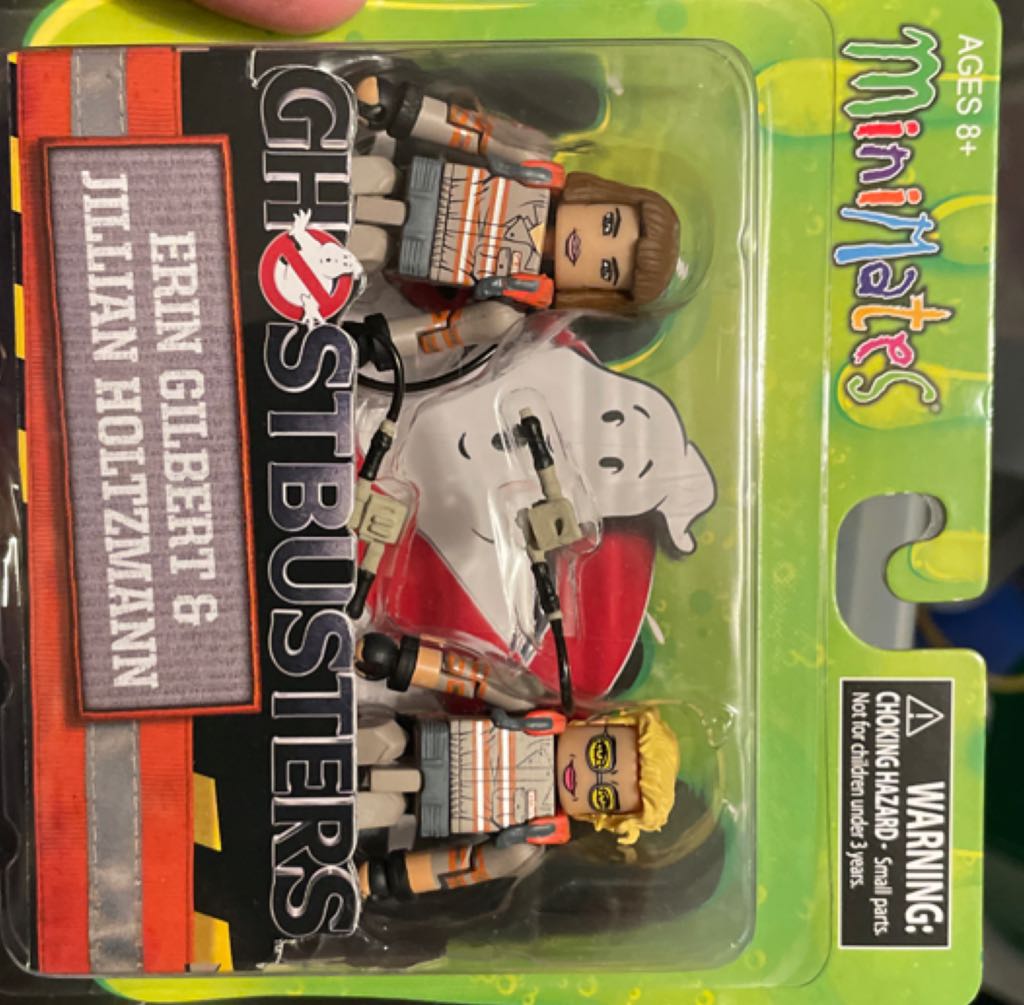 AGES 8+
MiniMates
WARNING:
CHOKING HAZARD • Small parts.
Not for children under 3 years.
GHOSTBUSTERS
ERIN GILBERT &
JILLIAN HOLTZMANN